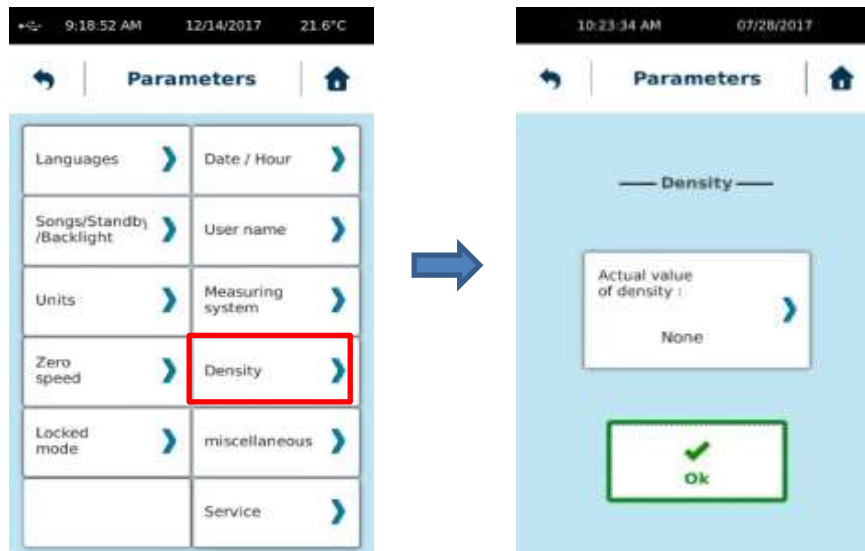 9:18:52 AM 12/14/2017 21.6°C
Parameters
Languages
Date / Hour
Songs/Standby
/Backlight
User name
Units
Measuring
system
Zero
speed
Density
Locked
mode
miscellaneous
Service
10:23:34 AM 07/28/2017
Parameters
Density
Actual value
of density :
None
Ok